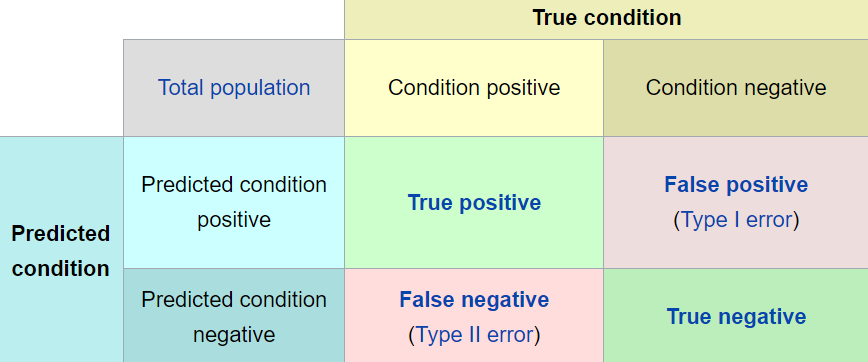 True condition
Total population
Condition positive
Condition negative
Predicted
condition
Predicted condition
positive
True positive
False positive
(Type I error)
Predicted condition
negative
False negative
(Type II error)
True negative